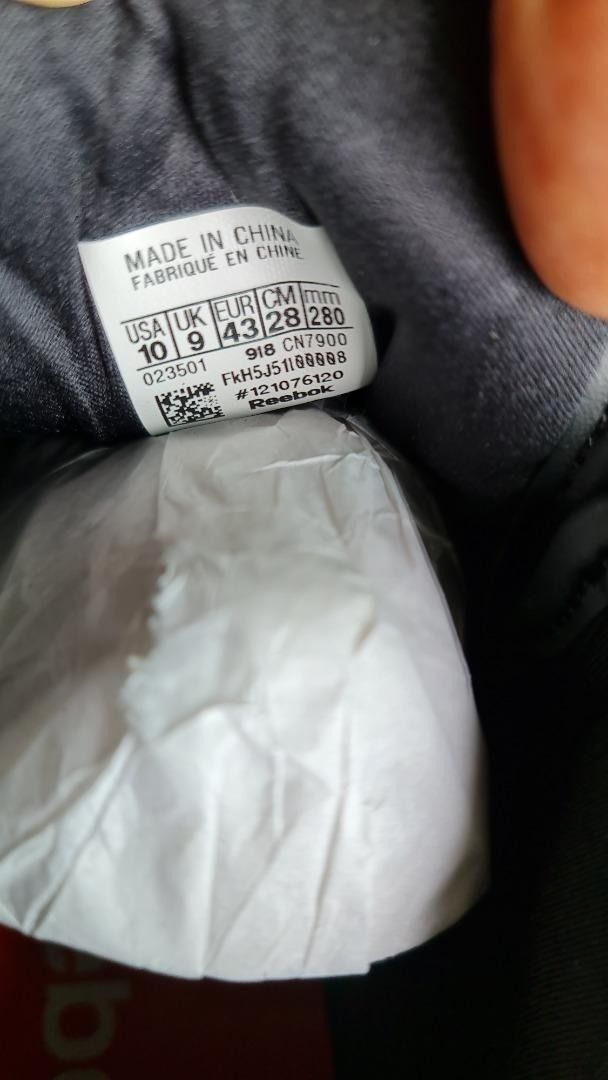 MADE IN CHINA
FABRIQUÉ EN CHINE
USA UK EUR CM mm
10 9 43 28 280
023501 918 CN7900
FkH5J51I00008
#121076120
Reebok
ebo